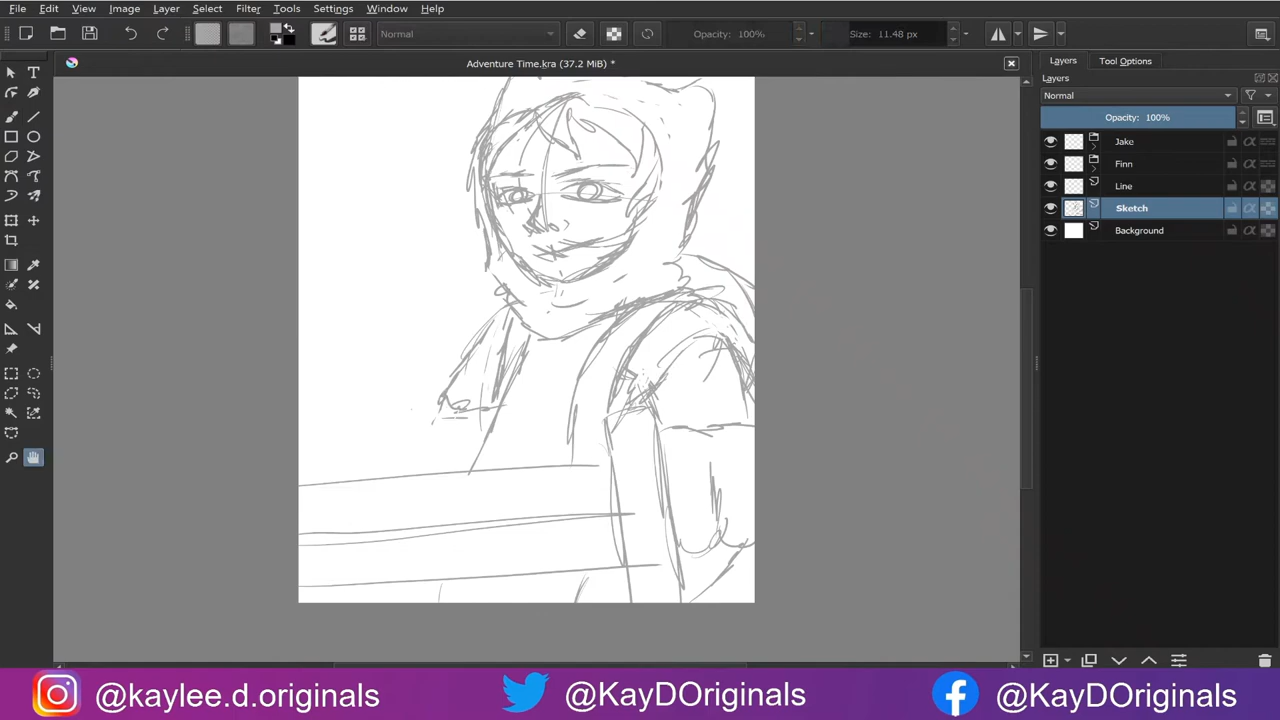 File Edit View Image Layer Select Filter Tools Settings Window Help
Normal Opacity: 100% Size: 11.48 px
Adventure Time.kra (37.2 MiB) *
Layers Tool Options
Layers
Normal
Opacity: 100%
Jake
Finn
Line
Sketch
Background
@kaylee.d.originals @KayDOriginals @KayDOriginals